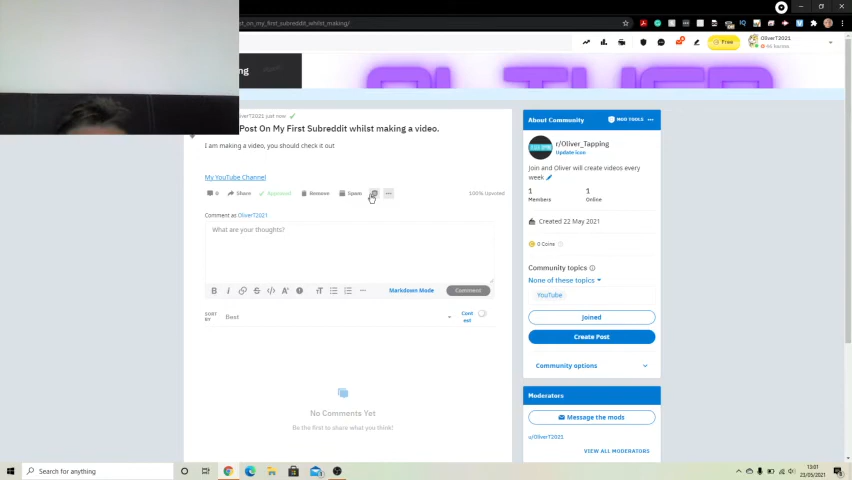 ost_on_my_first_subreddit_whilst_making/
Free
OliverT2021
ng
About Community
MOD TOOLS
verT2021 just now
Post On My First Subreddit whilst making a video.
I am making a video, you should check it out
r/Oliver_Tapping
Update icon
Join and Oliver will create videos every
week
My YouTube Channel
0 Share Approved Remove Spam
100% Upvoted
1
1
Members
Online
Comment as OliverT2021
What are your thoughts?
Created 22 May 2021
0 Coins
Community topics
None of these topics
YouTube
B i
Markdown Mode
Comment
SORT
BY
Best
Cont
est
Joined
Create Post
Community options
No Comments Yet
Be the first to share what you think!
Moderators
Message the mods
u/OliverT2021
VIEW ALL MODERATORS
Search for anything
13:01
23/05/2021